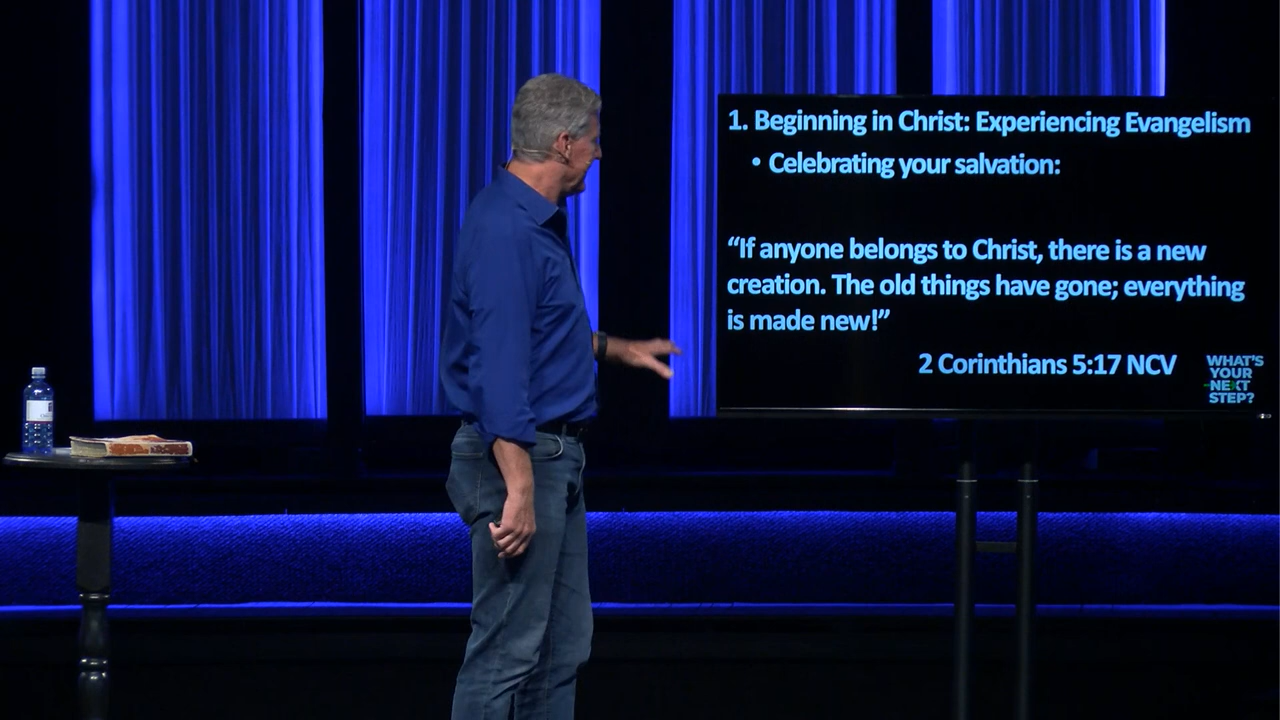 1. Beginning in Christ: Experiencing Evangelism
• Celebrating your salvation:
“If anyone belongs to Christ, there is a new
creation. The old things have gone; everything
is made new!”
2 Corinthians 5:17 NCV
WHAT'S
YOUR
NEXT
STEP?